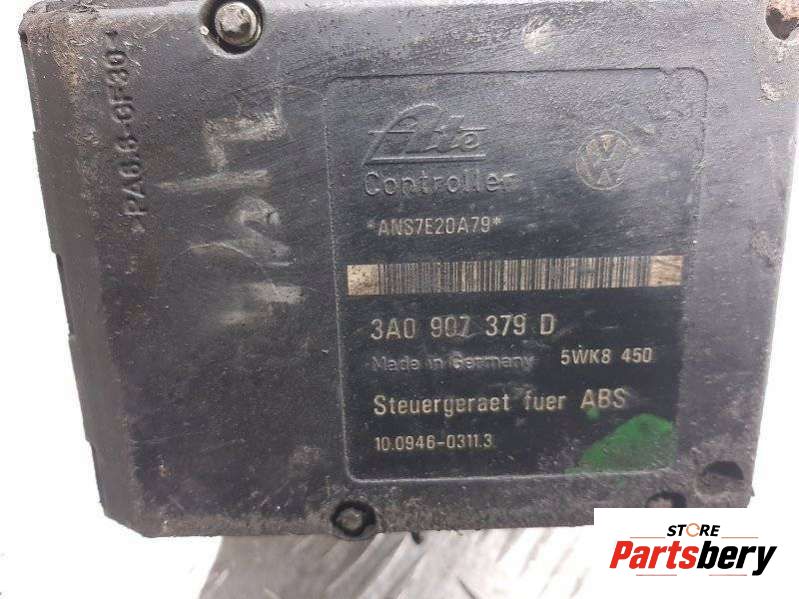 >PA6.6-GF30<
Ate
Controller
*ANS7E20A79*
3A0 907 379 D
Made in Germany 5WK8 450
Steuergeraet fuer ABS
10.0946-0311.3
STORE
Partsbery